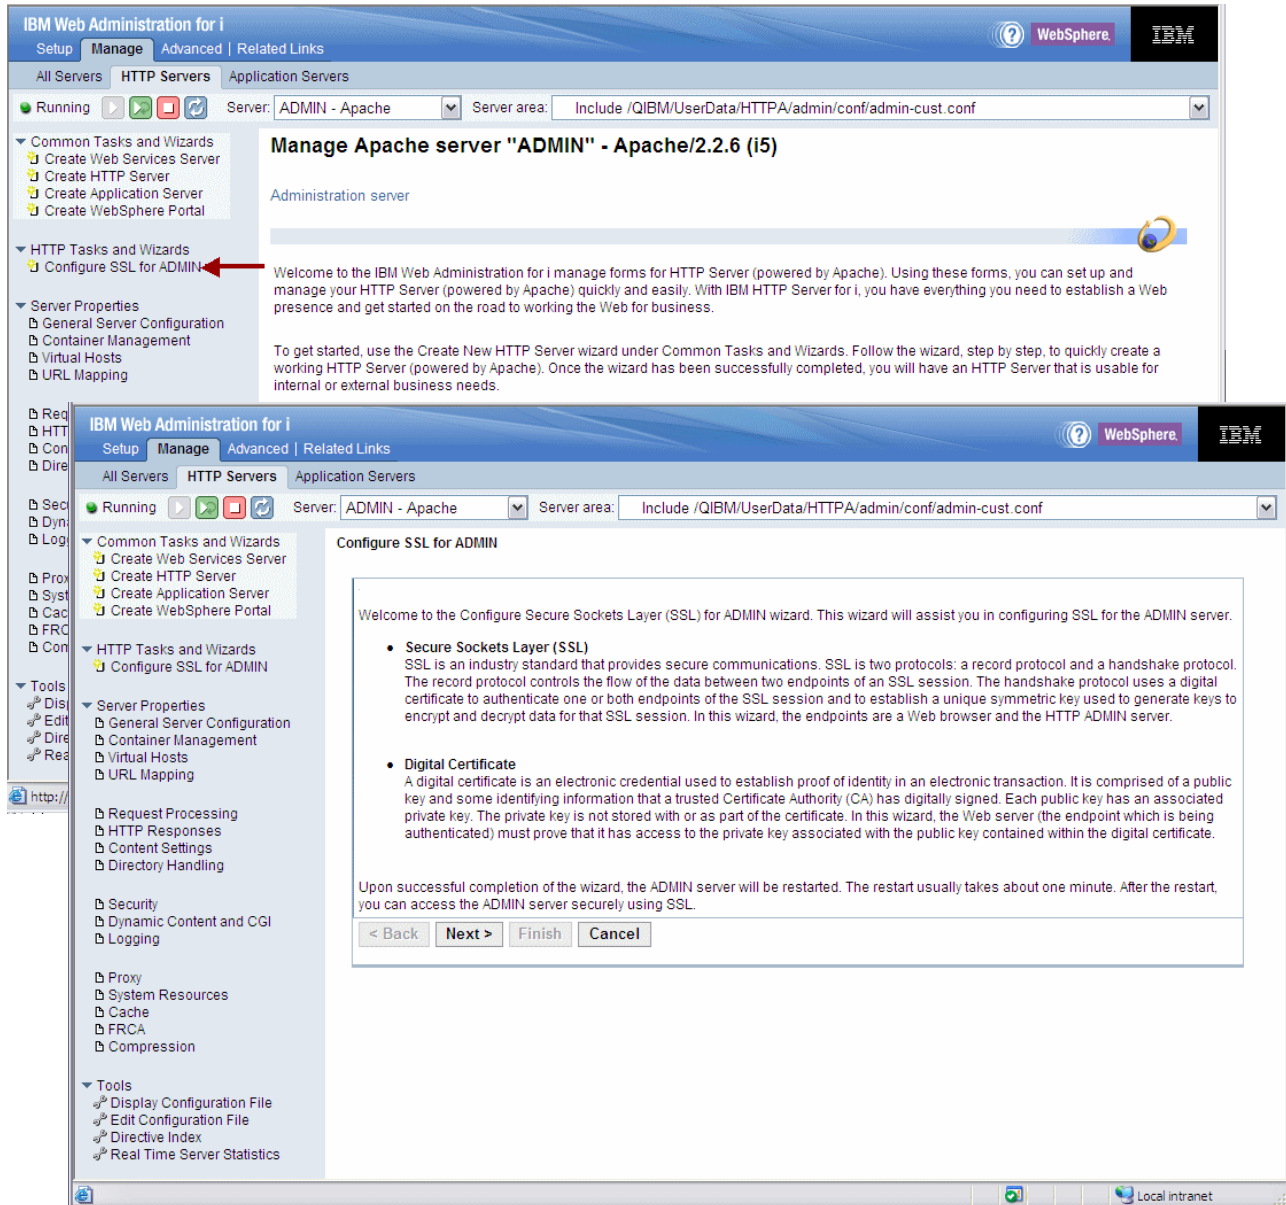 IBM Web Administration for i
Setup Manage Advanced | Related Links
WebSphere. IBM
All Servers HTTP Servers Application Servers
Running Server: ADMIN - Apache Server area: Include /QIBM/UserData/HTTPA/admin/conf/admin-cust.conf
Common Tasks and Wizards
Create Web Services Server
Create HTTP Server
Create Application Server
Create WebSphere Portal
HTTP Tasks and Wizards
Configure SSL for ADMIN
Server Properties
General Server Configuration
Container Management
Virtual Hosts
URL Mapping
Req
HTT
Con
Dire
Sec
Dyn
Log
Prox
Syst
Cac
FRC
Con
Tools
Dis
Edit
Dire
Rea
http://
Manage Apache server "ADMIN" - Apache/2.2.6 (i5)
Administration server
Welcome to the IBM Web Administration for i manage forms for HTTP Server (powered by Apache). Using these forms, you can set up and
manage your HTTP Server (powered by Apache) quickly and easily. With IBM HTTP Server for i, you have everything you need to establish a Web
presence and get started on the road to working the Web for business.
To get started, use the Create New HTTP Server wizard under Common Tasks and Wizards. Follow the wizard, step by step, to quickly create a
working HTTP Server (powered by Apache). Once the wizard has been successfully completed, you will have an HTTP Server that is usable for
internal or external business needs.
IBM Web Administration for i
Setup Manage Advanced | Related Links
WebSphere. IBM
All Servers HTTP Servers Application Servers
Running Server: ADMIN - Apache Server area: Include /QIBM/UserData/HTTPA/admin/conf/admin-cust.conf
Common Tasks and Wizards
Create Web Services Server
Create HTTP Server
Create Application Server
Create WebSphere Portal
HTTP Tasks and Wizards
Configure SSL for ADMIN
Server Properties
General Server Configuration
Container Management
Virtual Hosts
URL Mapping
Request Processing
HTTP Responses
Content Settings
Directory Handling
Security
Dynamic Content and CGI
Logging
Proxy
System Resources
Cache
FRCA
Compression
Tools
Display Configuration File
Edit Configuration File
Directive Index
Real Time Server Statistics
Configure SSL for ADMIN
Welcome to the Configure Secure Sockets Layer (SSL) for ADMIN wizard. This wizard will assist you in configuring SSL for the ADMIN server.
• Secure Sockets Layer (SSL)
SSL is an industry standard that provides secure communications. SSL is two protocols: a record protocol and a handshake protocol.
The record protocol controls the flow of the data between two endpoints of an SSL session. The handshake protocol uses a digital
certificate to authenticate one or both endpoints of the SSL session and to establish a unique symmetric key used to generate keys to
encrypt and decrypt data for that SSL session. In this wizard, the endpoints are a Web browser and the HTTP ADMIN server.
• Digital Certificate
A digital certificate is an electronic credential used to establish proof of identity in an electronic transaction. It is comprised of a public
key and some identifying information that a trusted Certificate Authority (CA) has digitally signed. Each public key has an associated
private key. The private key is not stored with or as part of the certificate. In this wizard, the Web server (the endpoint which is being
authenticated) must prove that it has access to the private key associated with the public key contained within the digital certificate.
Upon successful completion of the wizard, the ADMIN server will be restarted. The restart usually takes about one minute. After the restart,
you can access the ADMIN server securely using SSL.
< Back Next > Finish Cancel
Local intranet